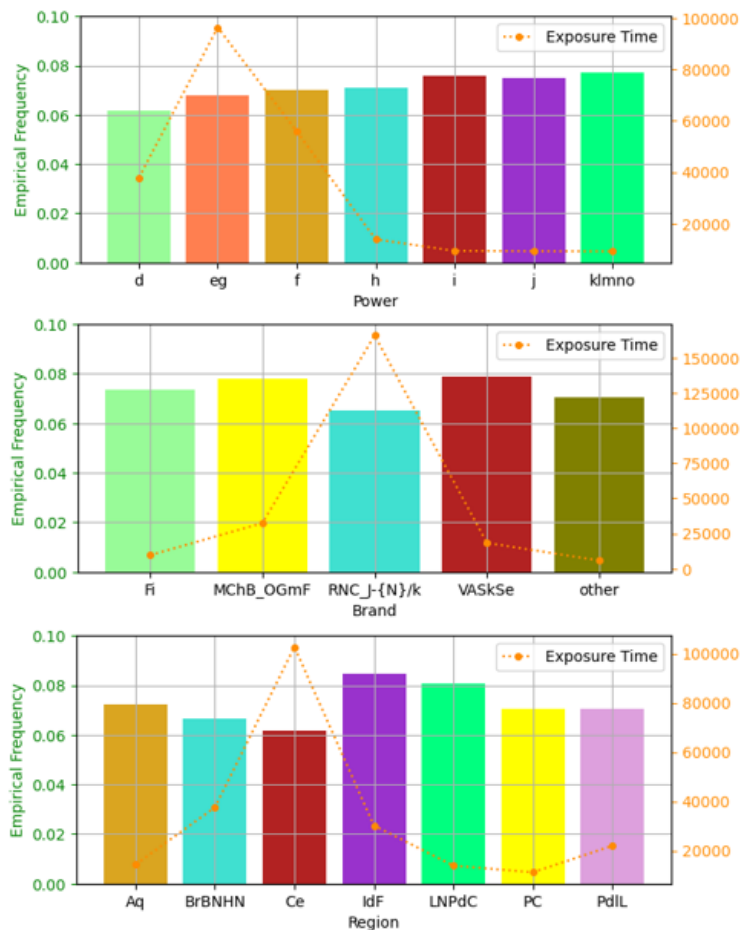 0.10
0.08
0.06
0.04
0.02
0.00
Empirical Frequency
Exposure Time
100000
80000
60000
40000
20000
d eg f h i j klmno
Power
0.10
0.08
0.06
0.04
0.02
0.00
Empirical Frequency
Exposure Time
150000
125000
100000
75000
50000
25000
0
Fi MChB_OGmF RNC_J-{N}/k VASkSe other
Brand
0.10
0.08
0.06
0.04
0.02
0.00
Empirical Frequency
Exposure Time
100000
80000
60000
40000
20000
Aq BrBNHN Ce IdF LNPdC PC PdlL
Region